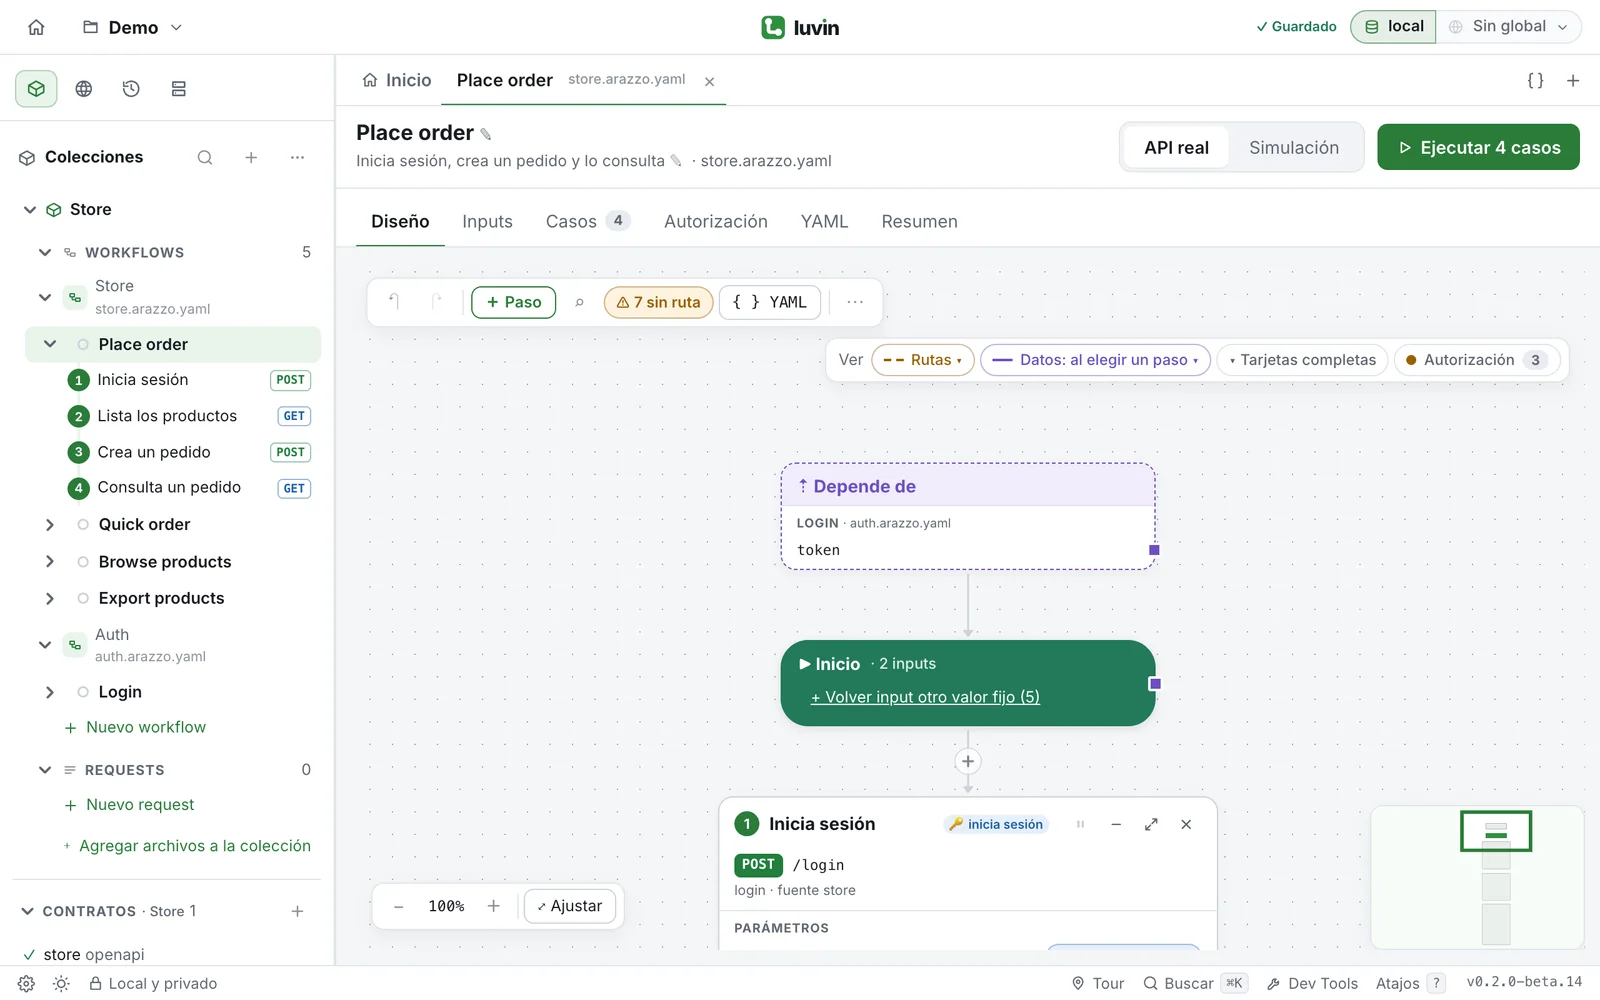 Demo
luvin
Guardado
local
Sin global
Inicio
Place order store.arazzo.yaml
Colecciones
Store
WORKFLOWS 5
Store
store.arazzo.yaml
Place order
1 Inicia sesión POST
2 Lista los productos GET
3 Crea un pedido POST
4 Consulta un pedido GET
Quick order
Browse products
Export products
Auth
auth.arazzo.yaml
Login
+ Nuevo workflow
REQUESTS 0
+ Nuevo request
+ Agregar archivos a la colección
CONTRATOS · Store 1
store openapi
Place order
Inicia sesión, crea un pedido y lo consulta · store.arazzo.yaml
API real
Simulación
Ejecutar 4 casos
Diseño
Inputs
Casos 4
Autorización
YAML
Resumen
+ Paso
7 sin ruta
{ } YAML
Ver
Rutas
Datos: al elegir un paso
Tarjetas completas
Autorización 3
Depende de
LOGIN · auth.arazzo.yaml
token
Inicio · 2 inputs
+ Volver input otro valor fijo (5)
1 Inicia sesión
inicia sesión
POST /login
login · fuente store
PARÁMETROS
100%
Ajustar
Local y privado
Tour
Buscar ⌘K
Dev Tools
Atajos ?
v0.2.0-beta.14